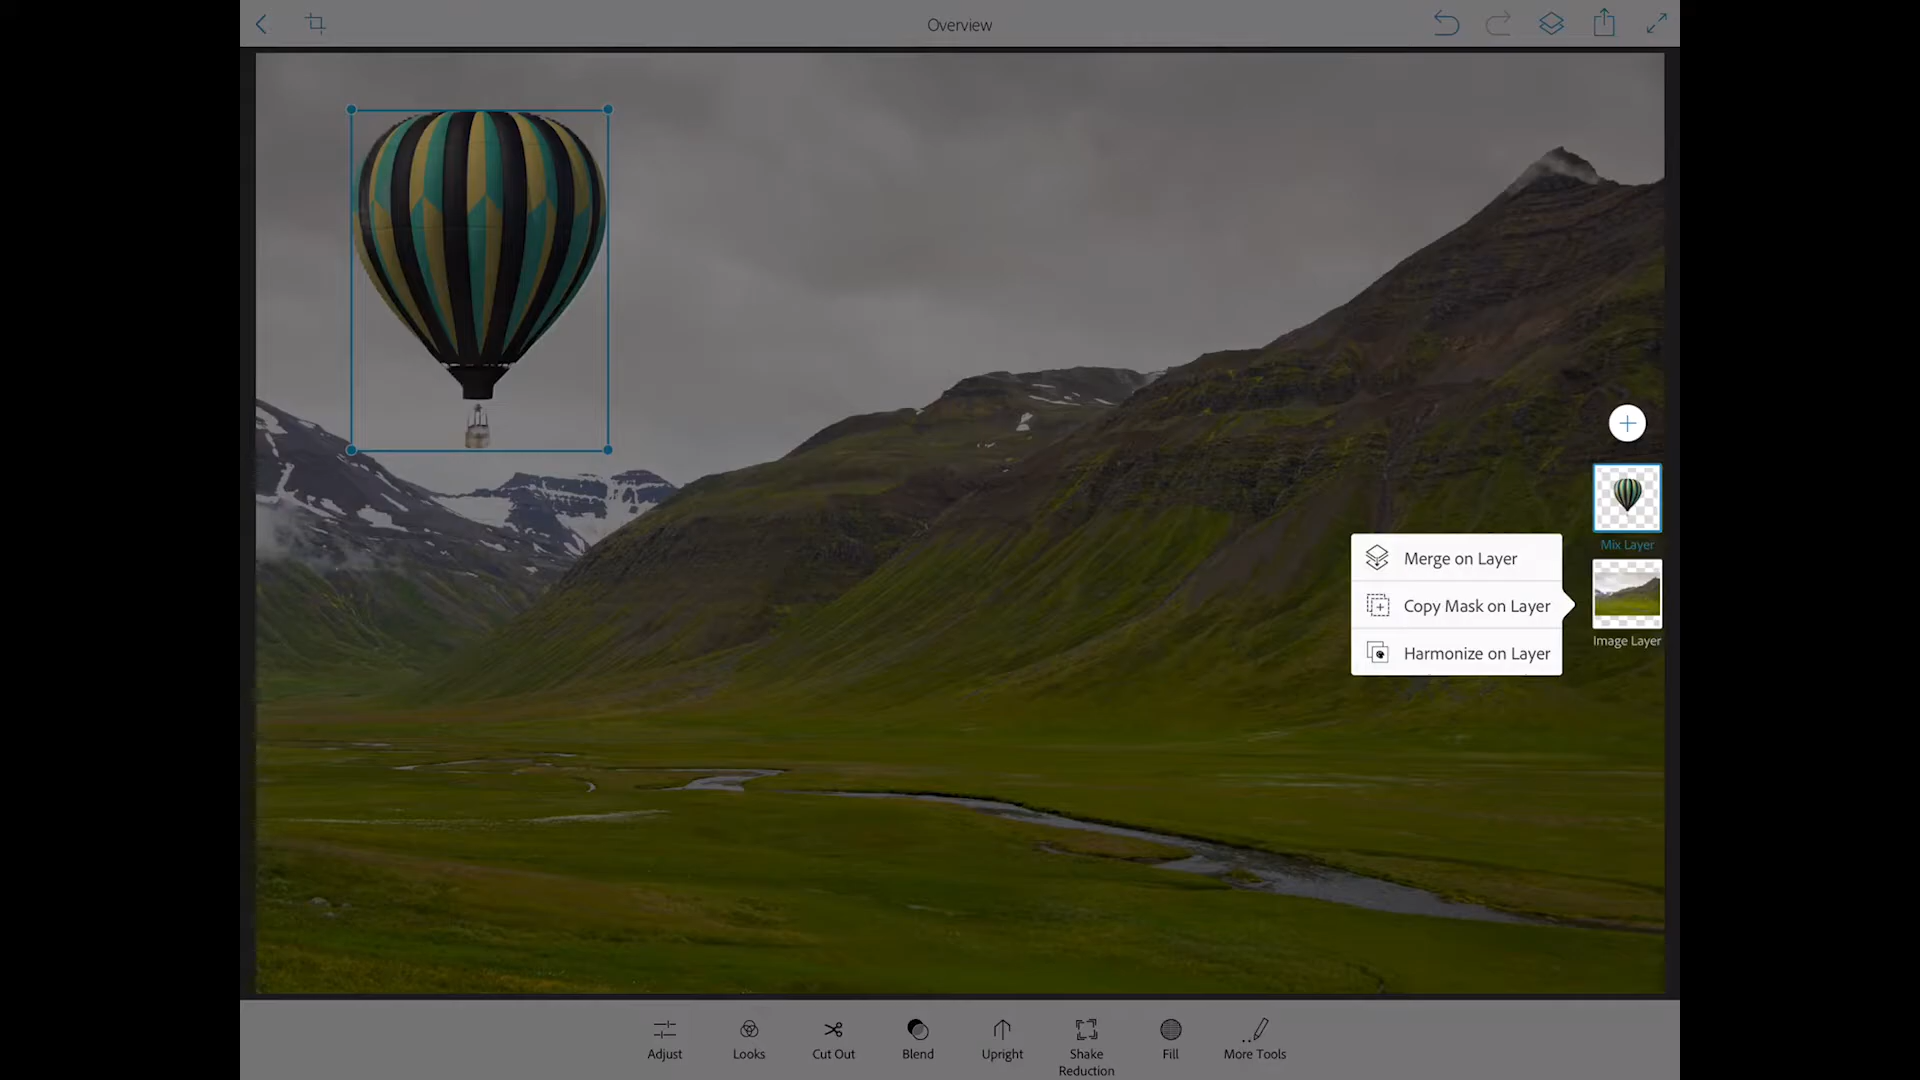 Overview
Mix Layer
Merge on Layer
Copy Mask on Layer
Harmonize on Layer
Image Layer
Adjust
Looks
Cut Out
Blend
Upright
Shake
Reduction
Fill
More Tools